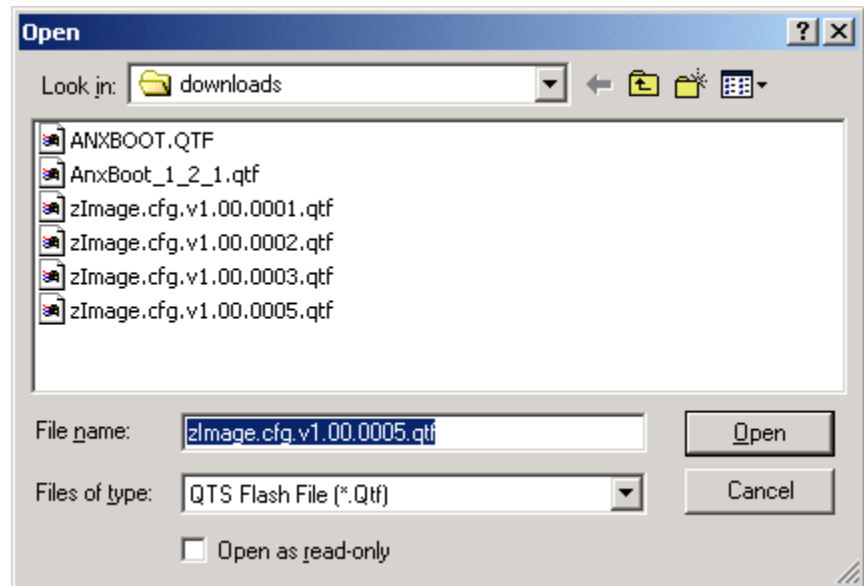 Open
Look in: downloads
ANXBOOT.QTF
AnxBoot_1_2_1.qtf
zImage.cfg.v1.00.0001.qtf
zImage.cfg.v1.00.0002.qtf
zImage.cfg.v1.00.0003.qtf
zImage.cfg.v1.00.0005.qtf
File name: zImage.cfg.v1.00.0005.qtf Open
Files of type: QTS Flash File (*.Qtf) Cancel
Open as read-only